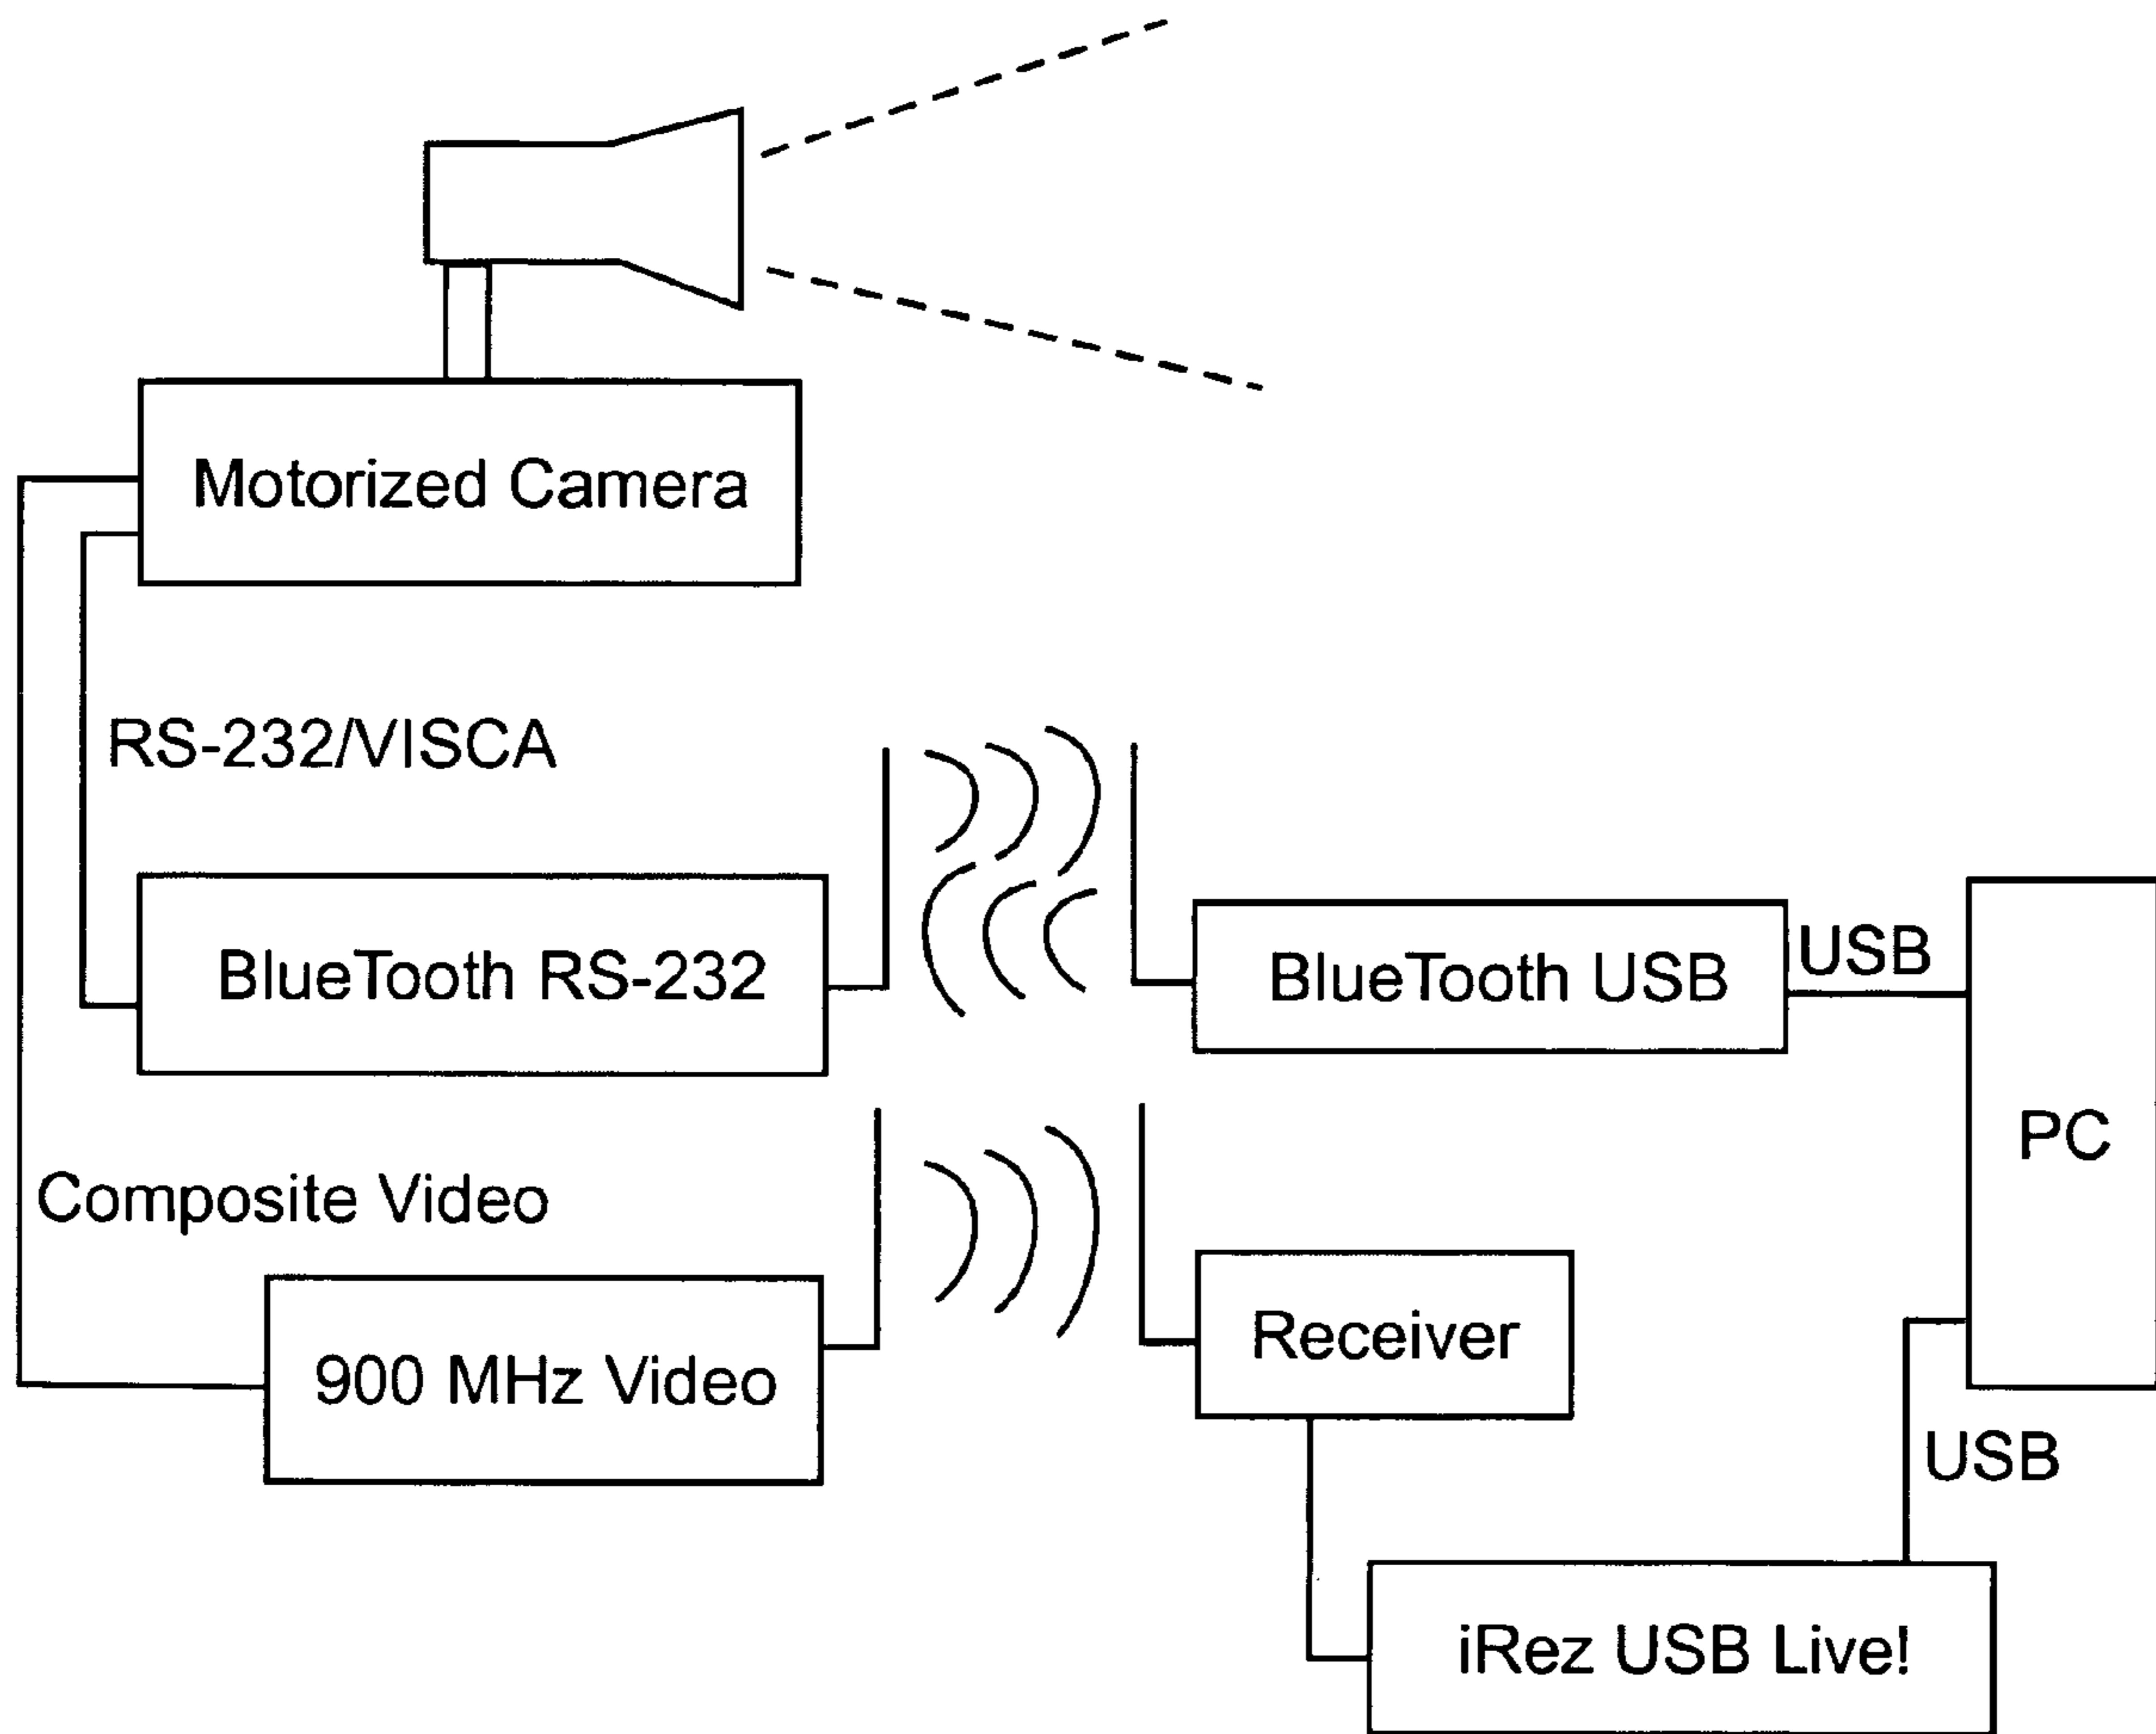 Motorized Camera
RS-232/VISCA
BlueTooth RS-232
BlueTooth USB
USB
PC
Composite Video
900 MHz Video
Receiver
USB
iRez USB Live!